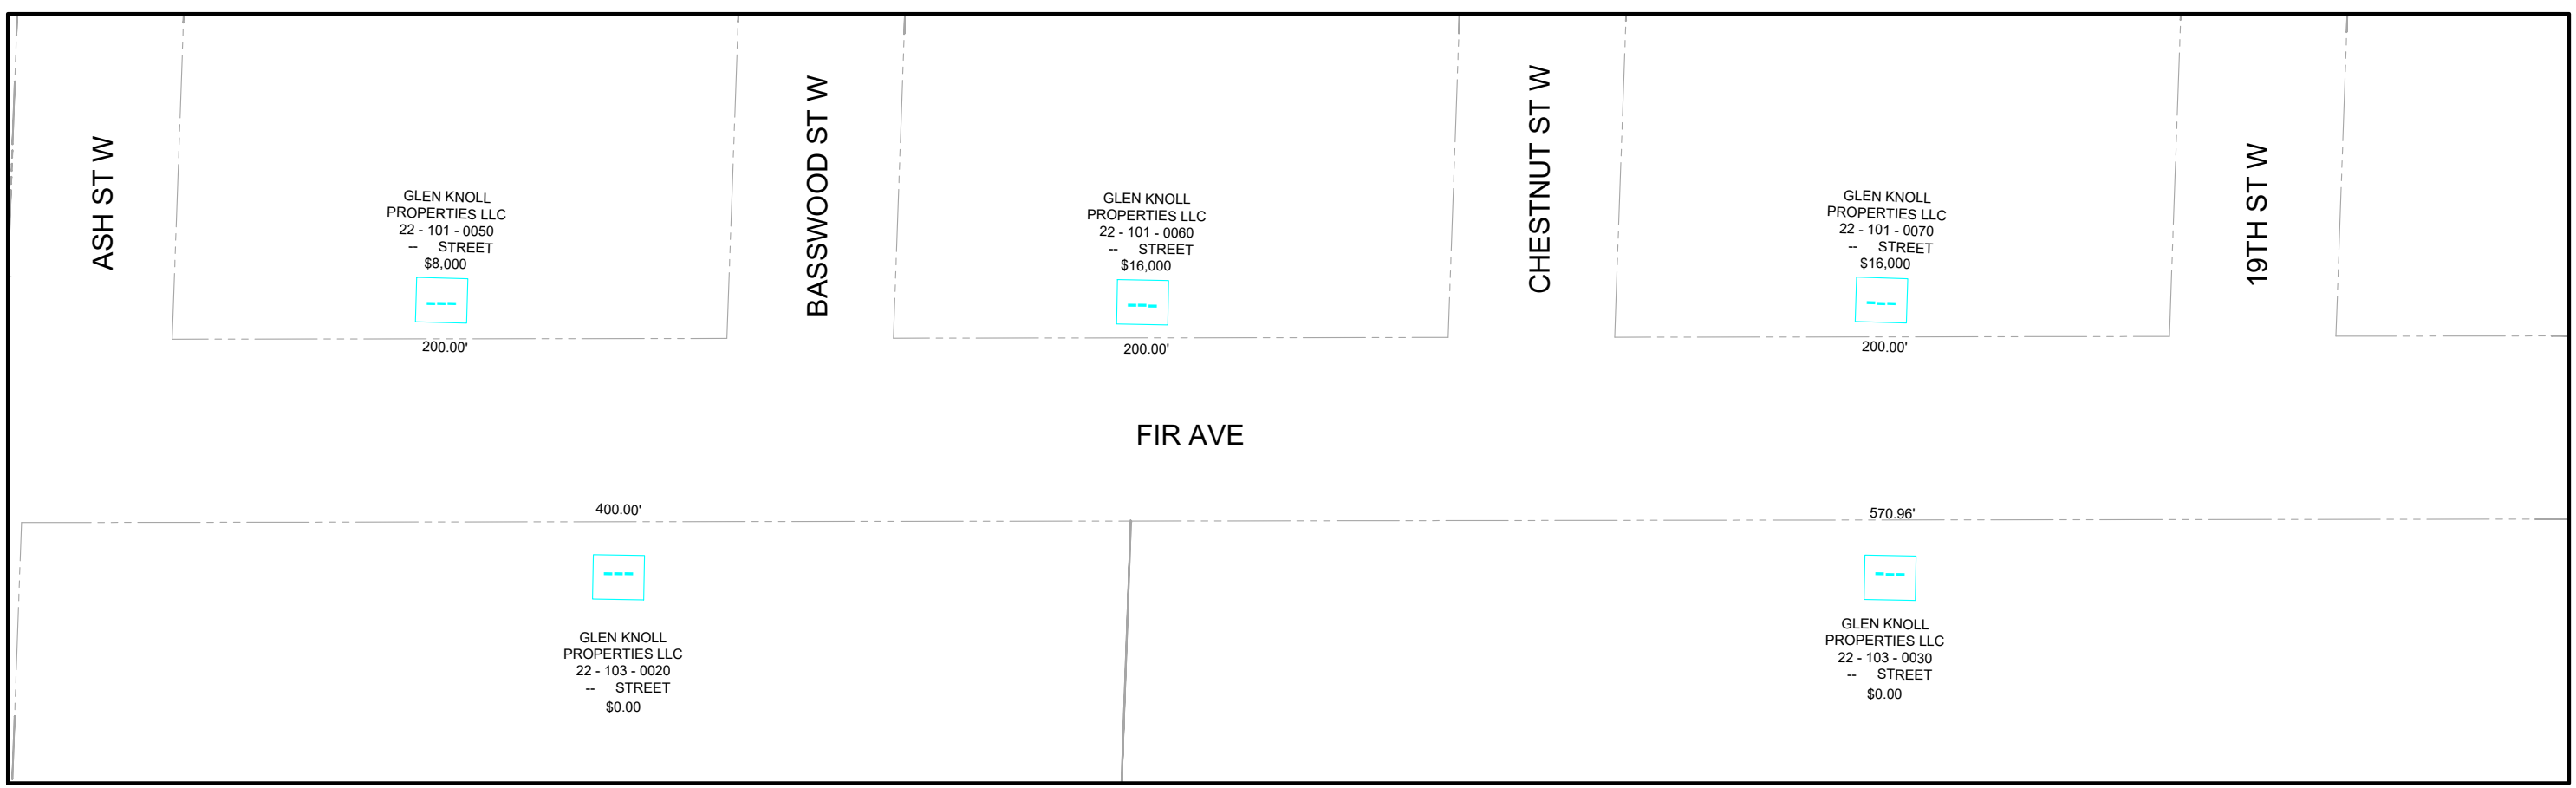 ASH ST W
GLEN KNOLL
PROPERTIES LLC
22 - 101 - 0050
-- STREET
$8,000
---
200.00'
BASSWOOD ST W
GLEN KNOLL
PROPERTIES LLC
22 - 101 - 0060
-- STREET
$16,000
---
200.00'
CHESTNUT ST W
GLEN KNOLL
PROPERTIES LLC
22 - 101 - 0070
-- STREET
$16,000
---
200.00'
19TH ST W
FIR AVE
400.00'
---
GLEN KNOLL
PROPERTIES LLC
22 - 103 - 0020
-- STREET
$0.00
570.96'
---
GLEN KNOLL
PROPERTIES LLC
22 - 103 - 0030
-- STREET
$0.00